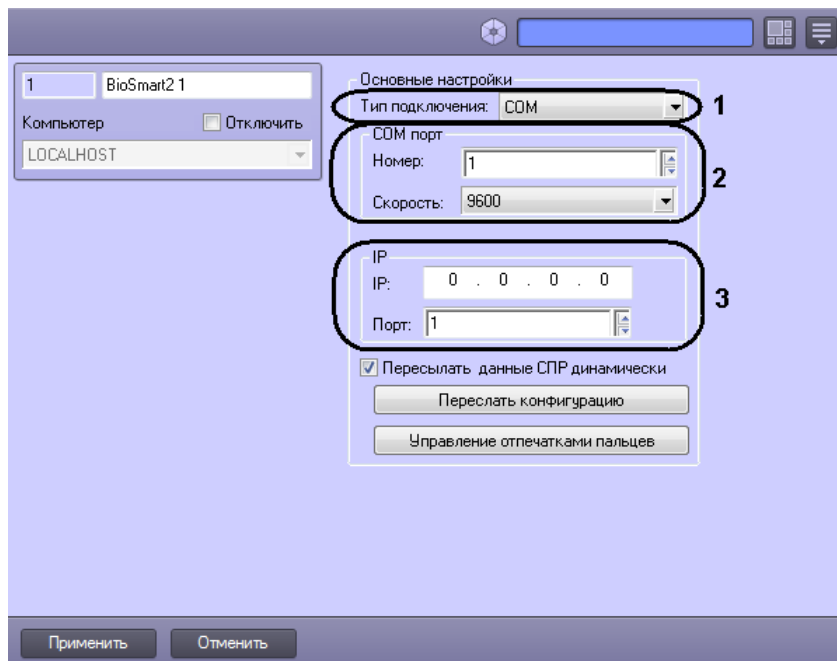 1 BioSmart2 1
Компьютер Отключить
LOCALHOST
Основные настройки
Тип подключения: COM 1
COM порт
Номер: 1
Скорость: 9600
2
IP
IP: 0 . 0 . 0 . 0
Порт: 1
3
Пересылать данные СПР динамически
Переслать конфигурацию
Управление отпечатками пальцев
Применить Отменить